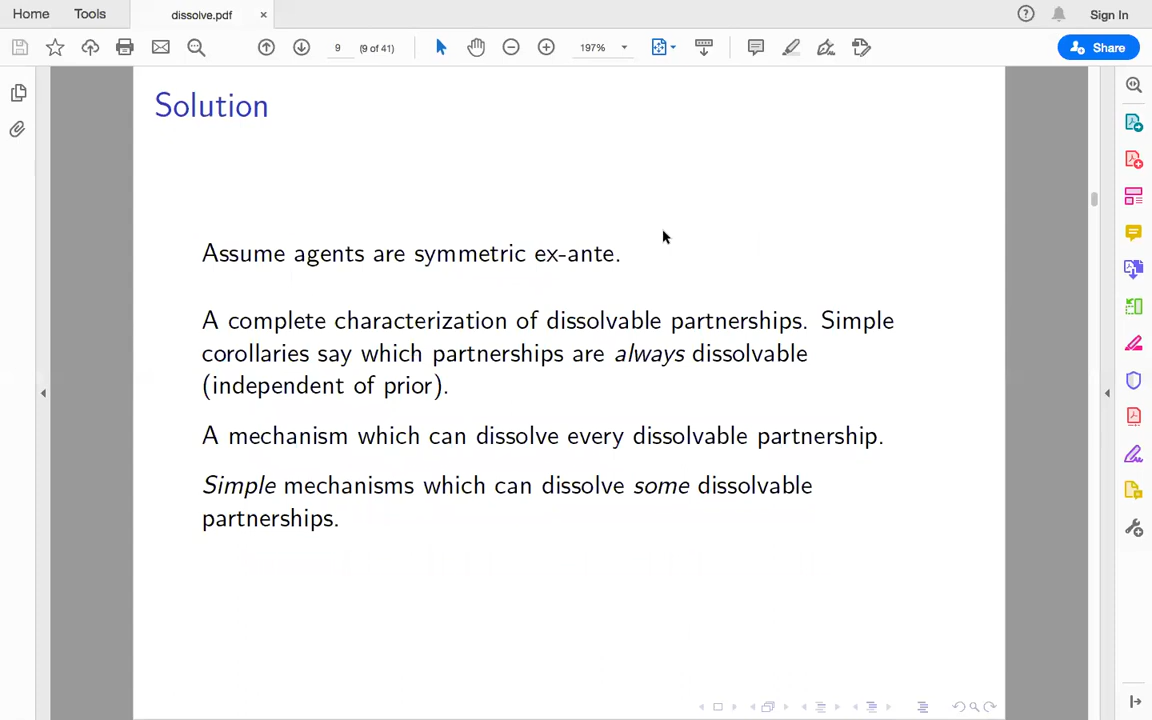 Home Tools dissolve.pdf × Sign In
9 (9 of 41) 197% Share
Solution
Assume agents are symmetric ex-ante.
A complete characterization of dissolvable partnerships. Simple
corollaries say which partnerships are always dissolvable
(independent of prior).
A mechanism which can dissolve every dissolvable partnership.
Simple mechanisms which can dissolve some dissolvable
partnerships.